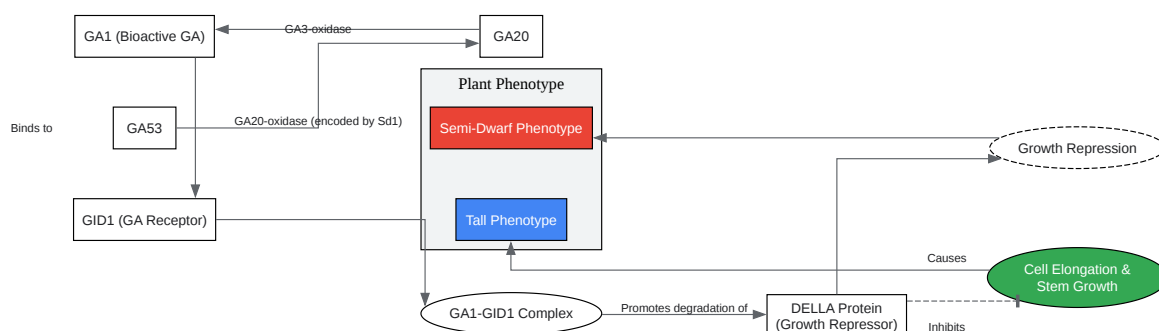 GA1 (Bioactive GA)
GA3-oxidase
GA20
Plant Phenotype
Binds to
GA53
GA20-oxidase (encoded by Sd1)
Semi-Dwarf Phenotype
Growth Repression
GID1 (GA Receptor)
Tall Phenotype
Causes
Cell Elongation &
Stem Growth
GA1-GID1 Complex
Promotes degradation of
DELLA Protein
(Growth Repressor)
Inhibits